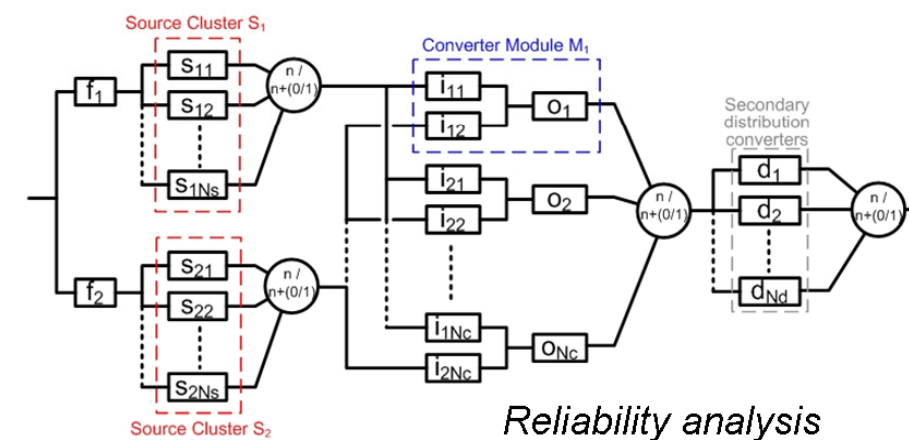 Source Cluster S1
f1
s11
s12
s1Ns
n /
n+(0/1)
f2
s21
s22
s2Ns
n /
n+(0/1)
Source Cluster S2
Converter Module M1
i11
i12
o1
i21
i22
o2
i1Nc
i2Nc
oNc
n /
n+(0/1)
Secondary
distribution
converters
d1
d2
dNd
n /
n+(0/1)
Reliability analysis